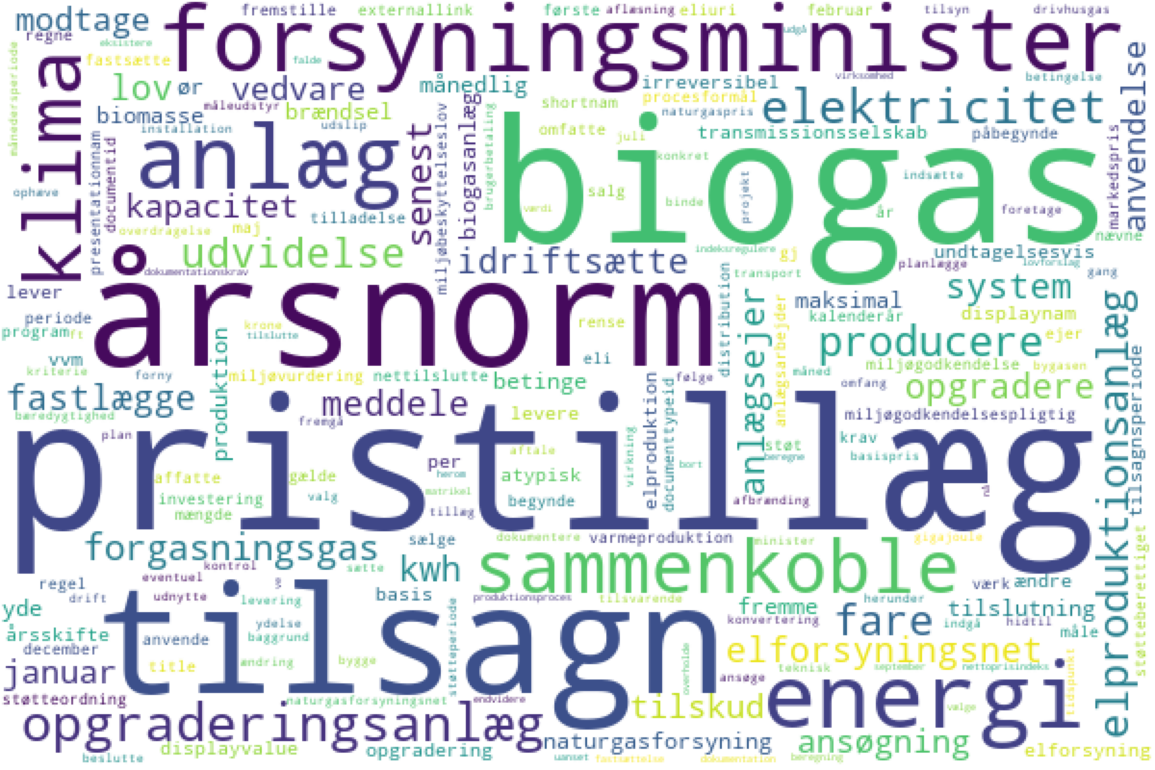 modtage
fremstille
externallink
første
aflæsning
eliuri
februar
tilsyn
drivhusgas
regne
forsyningsminister
udgå
eksistere
fastsætte
falde
klima
lov
ør
vedvare
månedlig
irreversibel
virksomhed
betingelse
månedersperiode
biomasse
måleudstyr
brændsel
naturgaspris
procesformål
elektricitet
anvendelse
shortnam
biogas
installation
udslip
senest
biogasanlæg
omfatte
juli
transmissionsselskab
påbegynde
markedspris
anlæg
miljøbeskyttelseslov
brugerbetaling
konkret
indsætte
presentationnam
documentid
ophæve
kapacitet
tilladelse
salg
værdi
binde
projekt
år
foretage
overdragelse
maj
nævne
udvidelse
indeksregulere
gj
undtagelsesvis
dokumentationskrav
idriftsætte
planlægge
lovforslag
gang
transport
system
lever
årsnorm
distribution
maksimal
periode
kalenderår
displaynam
program
ft
krone
tilslutte
rense
anlægsejer
anlægsarbejder
producere
ejer
elproduktionsanlæg
tilsagnsperiode
vvm
produktion
eli
kriterie
forny
miljøvurdering
nettilslutte
betinge
følge
måned
miljøgodkendelse
bygasen
omfang
opgradere
fastlægge
meddele
levere
elproduktion
documenttypeid
bæredygtighed
fremgå
miljøgodkendelsespligtig
pristillæg
plan
per
aftale
virkning
støt
krav
basispris
herom
bort
beregne
affatte
gælde
atypisk
investering
valg
matrikel
begynde
afbrænding
mængde
tillæg
forgasningsgas
sælge
dokumentere
varmeproduktion
minister
gigajoule
kontrol
sætte
kwh
sammenkoble
regel
eventuel
værk
ændre
støtteberettiget
drift
udnytte
basis
produktionsproces
tilsvarende
fremme
herunder
yde
tilsagn
levering
konvertering
fare
tilslutning
årsskifte
ydelse
støtteperiode
indgå
hidtil
december
anvende
baggrund
elforsyningsnet
måle
januar
title
ændring
bygge
overholde
teknisk
september
nettoprisindeks
støtteordning
naturgasforsyningsnet
endvidere
ansøge
energi
vælge
tidspunkt
opgraderingsanlæg
tilskud
displayvalue
opgradering
naturgasforsyning
ansøgning
elforsyning
beslutte
uanset
fastsættelse
dokumentation
beregning